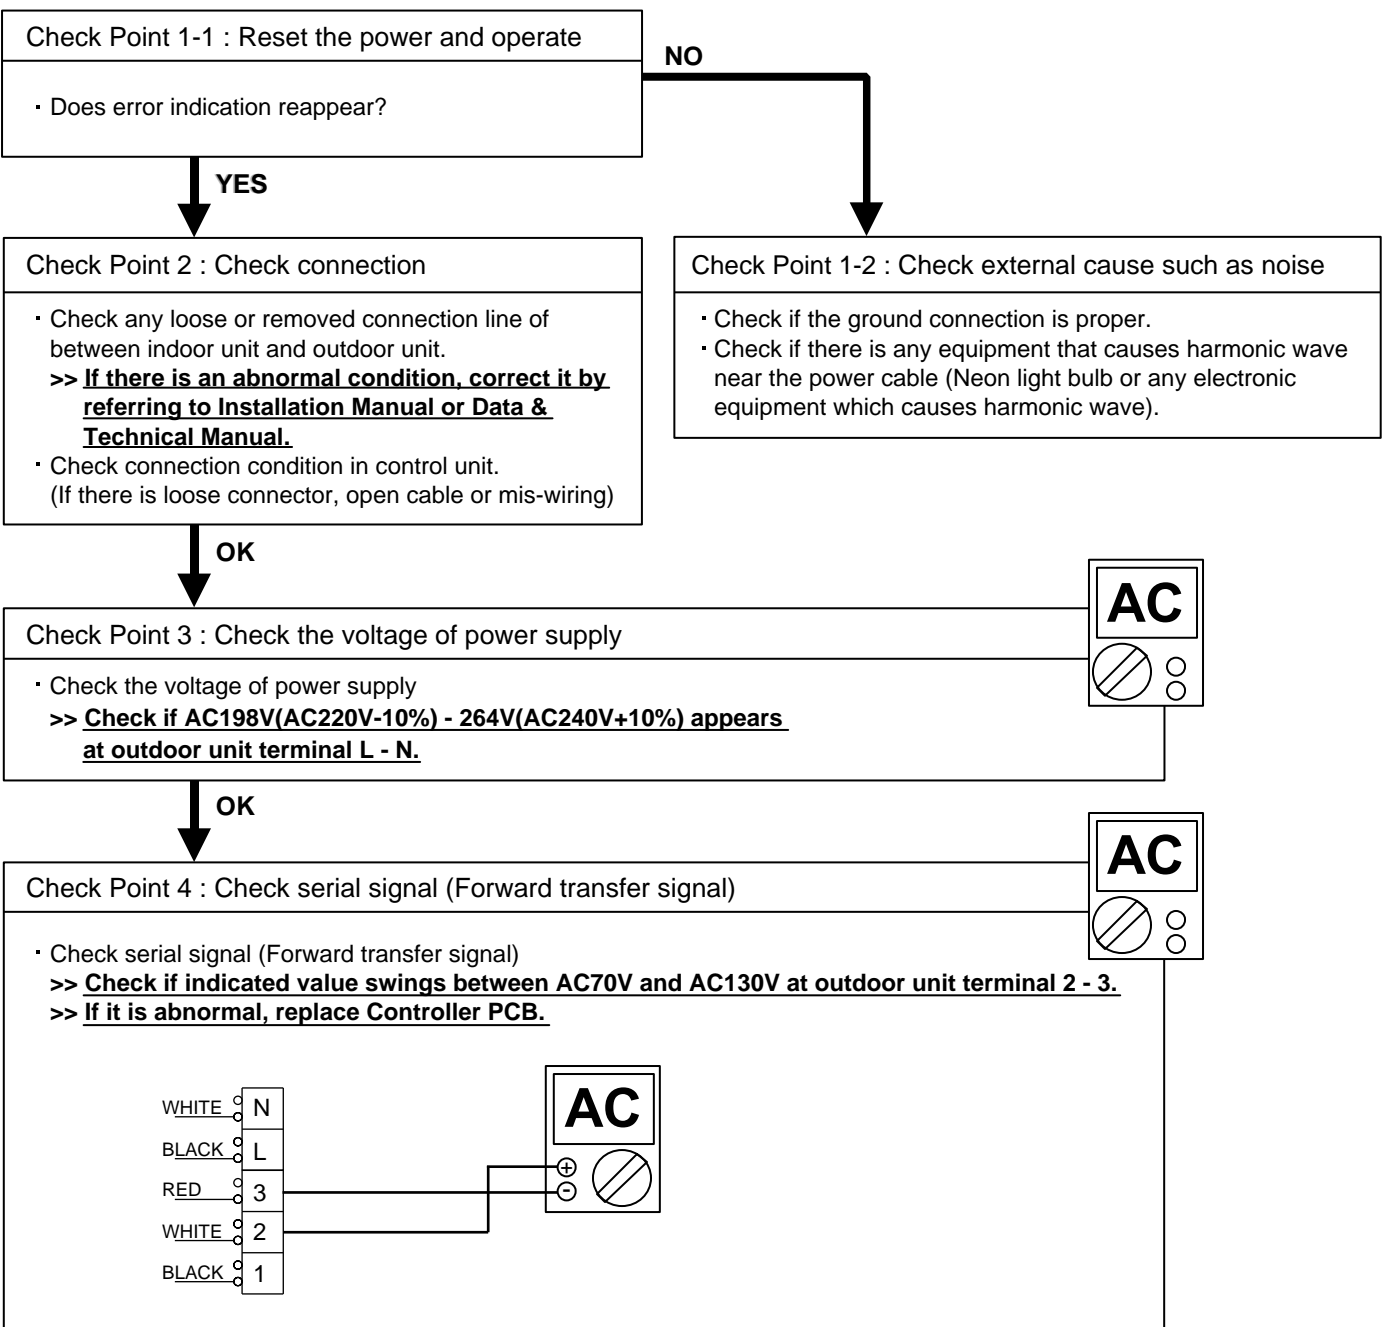 Check Point 1-1 : Reset the power and operate
・Does error indication reappear?
NO
YES
Check Point 2 : Check connection
・Check any loose or removed connection line of
between indoor unit and outdoor unit.
>> If there is an abnormal condition, correct it by
referring to Installation Manual or Data &
Technical Manual.
・Check connection condition in control unit.
(If there is loose connector, open cable or mis-wiring)
Check Point 1-2 : Check external cause such as noise
・Check if the ground connection is proper.
・Check if there is any equipment that causes harmonic wave
near the power cable (Neon light bulb or any electronic
equipment which causes harmonic wave).
OK
Check Point 3 : Check the voltage of power supply
AC
・Check the voltage of power supply
>> Check if AC198V(AC220V-10%) - 264V(AC240V+10%) appears
at outdoor unit terminal L - N.
OK
Check Point 4 : Check serial signal (Forward transfer signal)
AC
・Check serial signal (Forward transfer signal)
>> Check if indicated value swings between AC70V and AC130V at outdoor unit terminal 2 - 3.
>> If it is abnormal, replace Controller PCB.
WHITE N
BLACK L
RED 3
WHITE 2
BLACK 1
AC
+
-